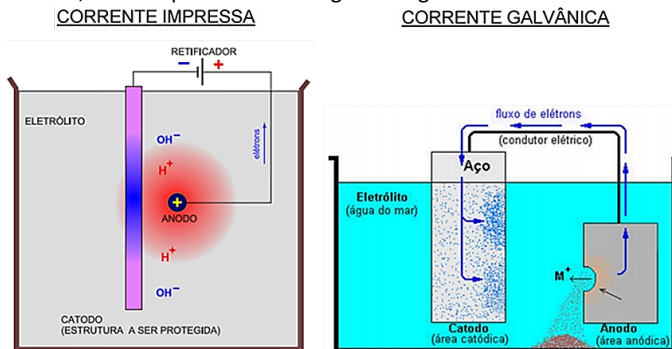 CORRENTE IMPRESSA
RETIFICADOR
− +
ELETRÓLITO
OH−
H+
elétrons
+
ANODO
H+
OH−
CATODO
(ESTRUTURA A SER PROTEGIDA)
CORRENTE GALVÂNICA
fluxo de elétrons
(condutor elétrico)
Aço
Eletrólito
(água do mar)
M+
Catodo
(área catódica)
Anodo
(área anódica)